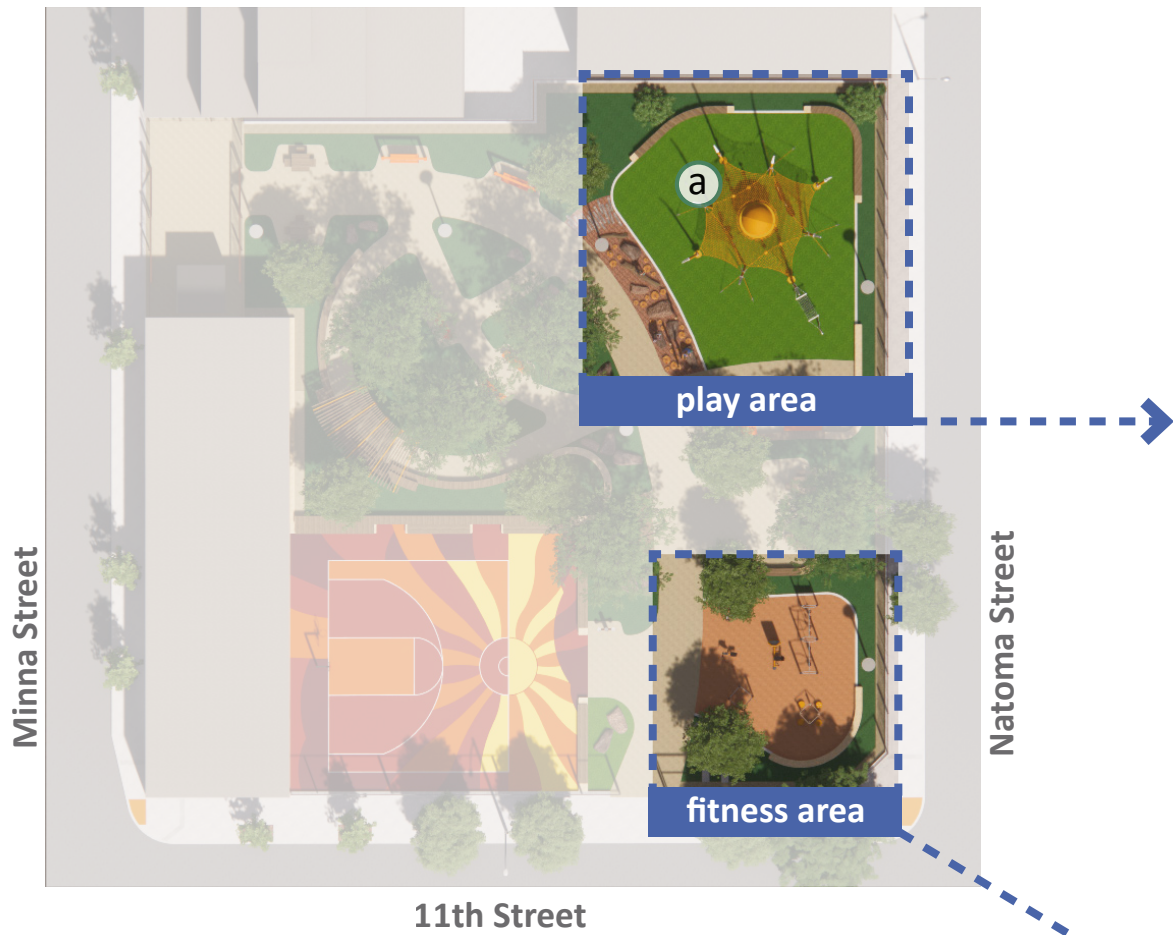 a
play area
Minna Street
Natoma Street
fitness area
11th Street